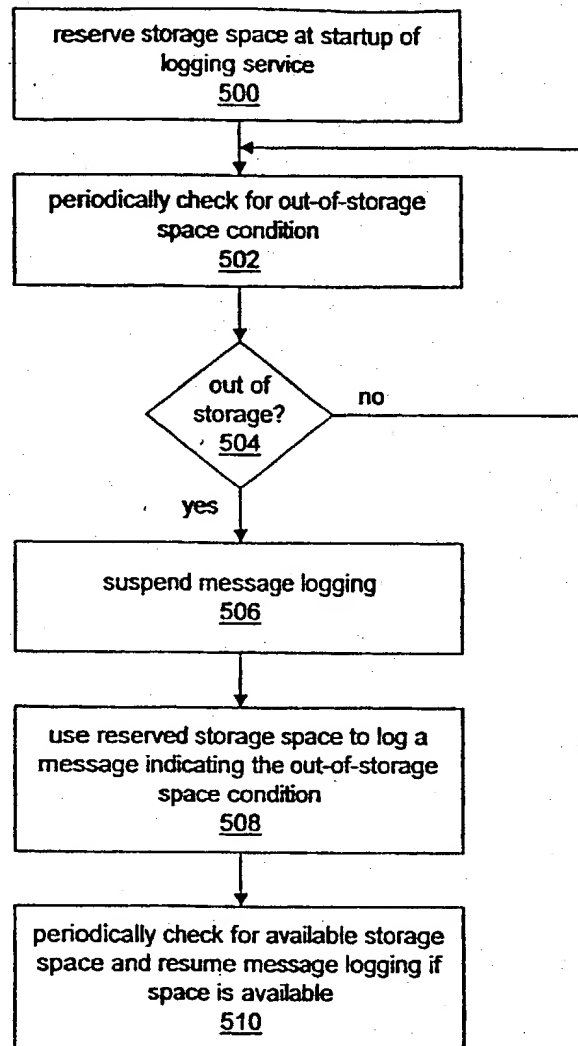 reserve storage space at startup of
logging service
500
periodically check for out-of-storage
space condition
502
out of
storage?
504
no
yes
suspend message logging
506
use reserved storage space to log a
message indicating the out-of-storage
space condition
508
periodically check for available storage
space and resume message logging if
space is available
510